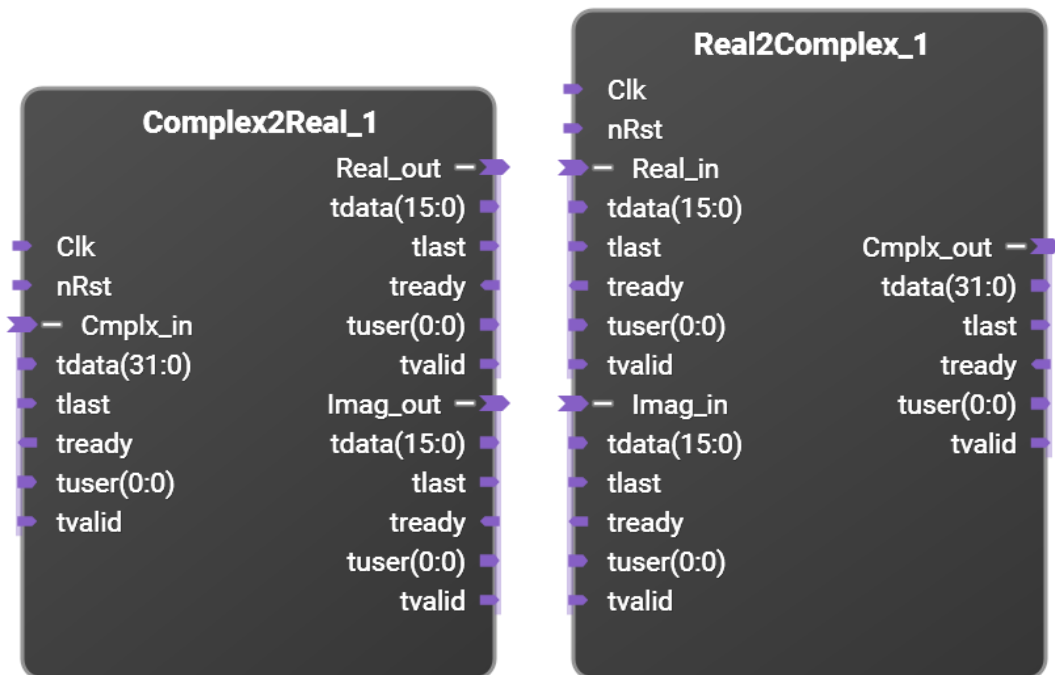 Complex2Real_1
Real_out
tdata(15:0)
Clk
tlast
nRst
tready
Cmplx_in
tuser(0:0)
tdata(31:0)
tvalid
tlast
Imag_out
tready
tdata(15:0)
tuser(0:0)
tlast
tvalid
tready
tuser(0:0)
tvalid
Real2Complex_1
Clk
nRst
Real_in
tdata(15:0)
tlast
Cmplx_out
tready
tdata(31:0)
tuser(0:0)
tlast
tvalid
tready
Imag_in
tuser(0:0)
tdata(15:0)
tvalid
tlast
tready
tuser(0:0)
tvalid